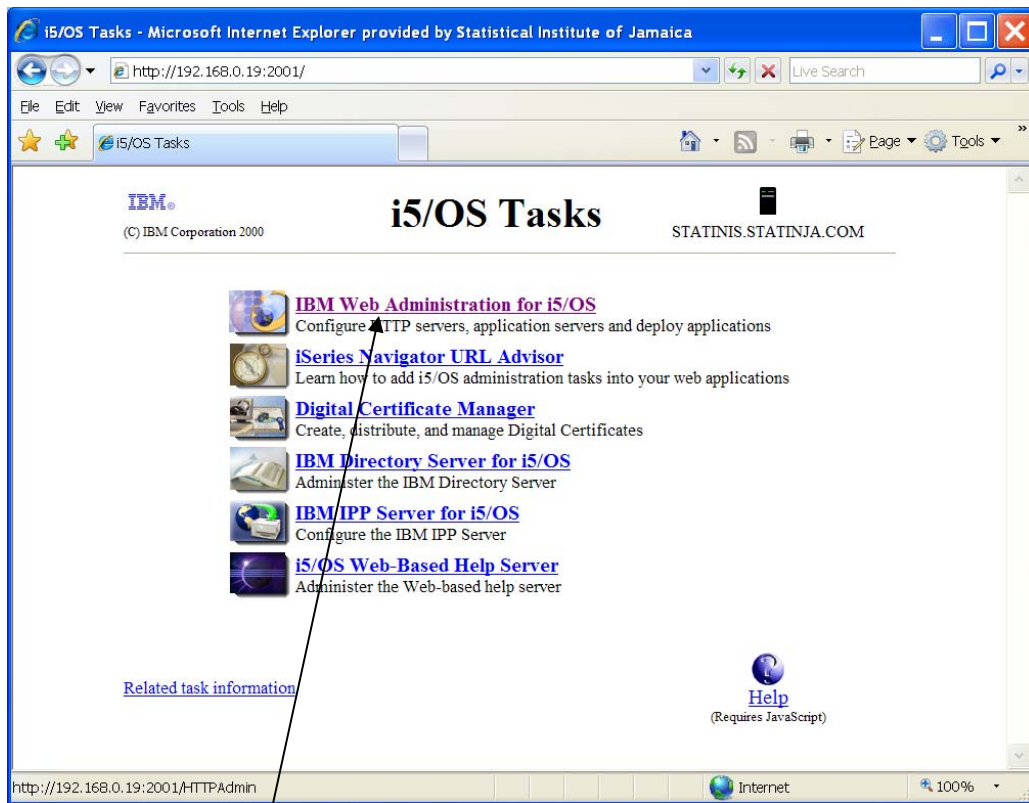 i5/OS Tasks - Microsoft Internet Explorer provided by Statistical Institute of Jamaica
http://192.168.0.19:2001/
Live Search
File Edit View Favorites Tools Help
i5/OS Tasks
Page
Tools
»
IBM®
(C) IBM Corporation 2000
i5/OS Tasks
STATINIS.STATINJA.COM
IBM Web Administration for i5/OS
Configure HTTP servers, application servers and deploy applications
iSeries Navigator URL Advisor
Learn how to add i5/OS administration tasks into your web applications
Digital Certificate Manager
Create, distribute, and manage Digital Certificates
IBM Directory Server for i5/OS
Administer the IBM Directory Server
IBM IPP Server for i5/OS
Configure the IBM IPP Server
i5/OS Web-Based Help Server
Administer the Web-based help server
Related task information
Help
(Requires JavaScript)
http://192.168.0.19:2001/HTTPAdmin
Internet
100%